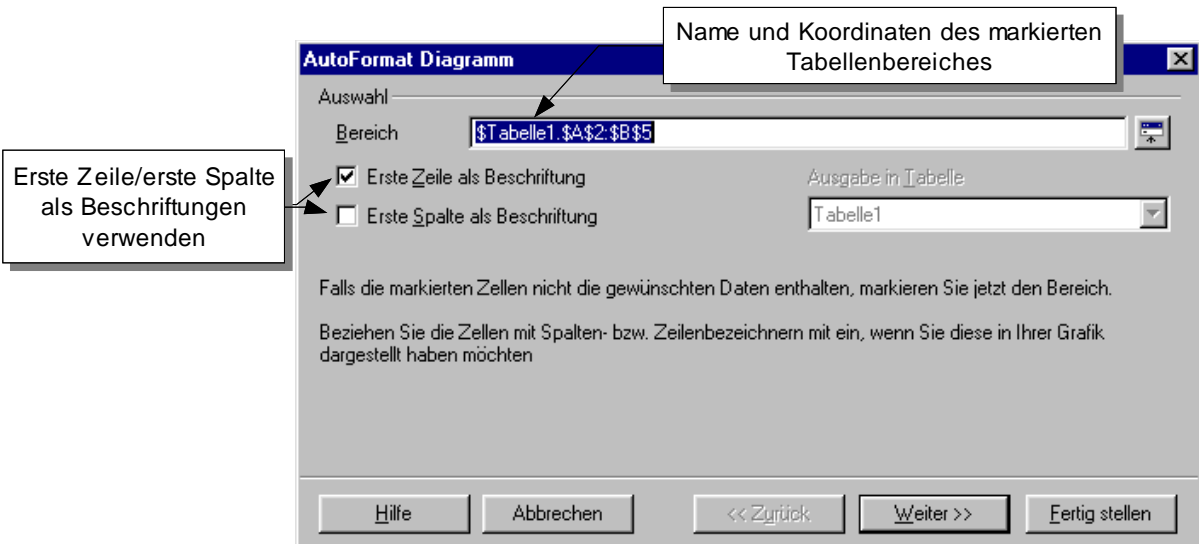 Name und Koordinaten des markierten
Tabellenbereiches
AutoFormat Diagramm
Auswahl
Bereich
$Tabelle1.$A$2:$B$5
Erste Zeile/erste Spalte
als Beschriftungen
verwenden
Erste Zeile als Beschriftung
Ausgabe in Tabelle
Erste Spalte als Beschriftung
Tabelle1
Falls die markierten Zellen nicht die gewünschten Daten enthalten, markieren Sie jetzt den Bereich.
Beziehen Sie die Zellen mit Spalten- bzw. Zeilenbezeichnern mit ein, wenn Sie diese in Ihrer Grafik
dargestellt haben möchten
Hilfe
Abbrechen
<< Zurück
Weiter >>
Fertig stellen